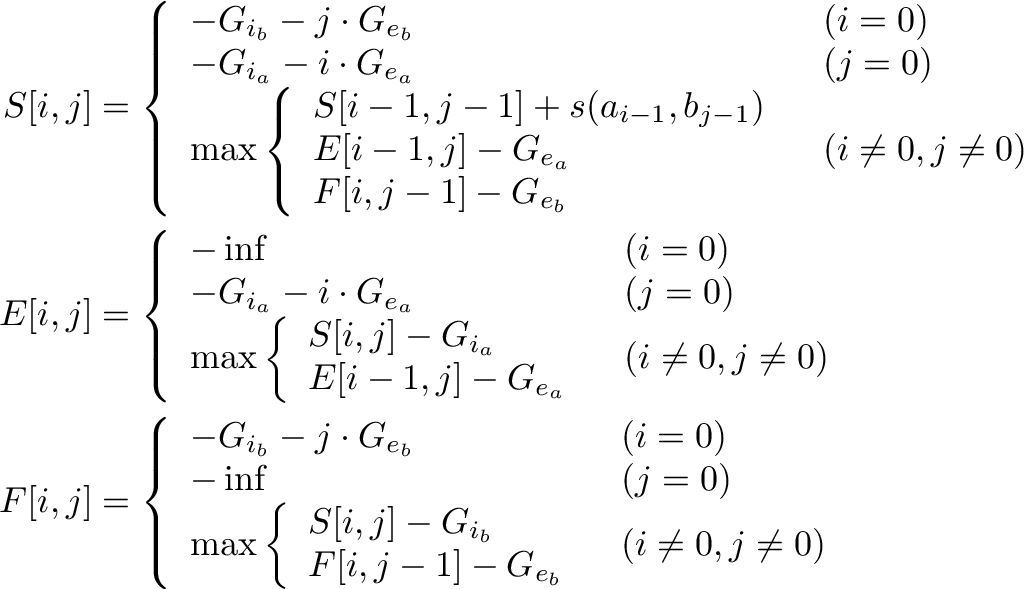 S[i, j] = { −G_{i_b} − j · G_{e_b} (i = 0)
−G_{i_a} − i · G_{e_a} (j = 0)
max { S[i − 1, j − 1] + s(a_{i−1}, b_{j−1})
E[i − 1, j] − G_{e_a} (i ≠ 0, j ≠ 0)
F[i, j − 1] − G_{e_b}
E[i, j] = { − inf (i = 0)
−G_{i_a} − i · G_{e_a} (j = 0)
max { S[i, j] − G_{i_a} (i ≠ 0, j ≠ 0)
E[i − 1, j] − G_{e_a}
F[i, j] = { −G_{i_b} − j · G_{e_b} (i = 0)
− inf (j = 0)
max { S[i, j] − G_{i_b} (i ≠ 0, j ≠ 0)
F[i, j − 1] − G_{e_b}